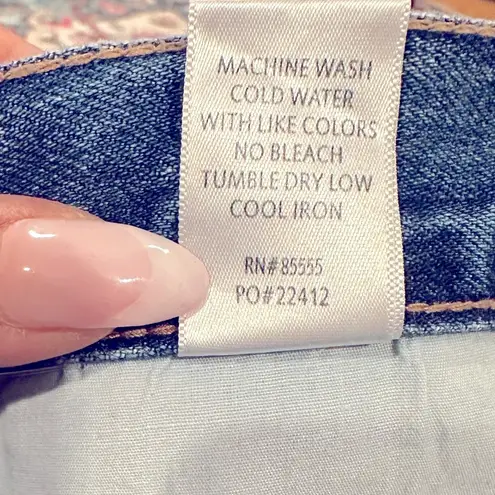 MACHINE WASH
COLD WATER
WITH LIKE COLORS
NO BLEACH
TUMBLE DRY LOW
COOL IRON
RN#85555
PO#22412